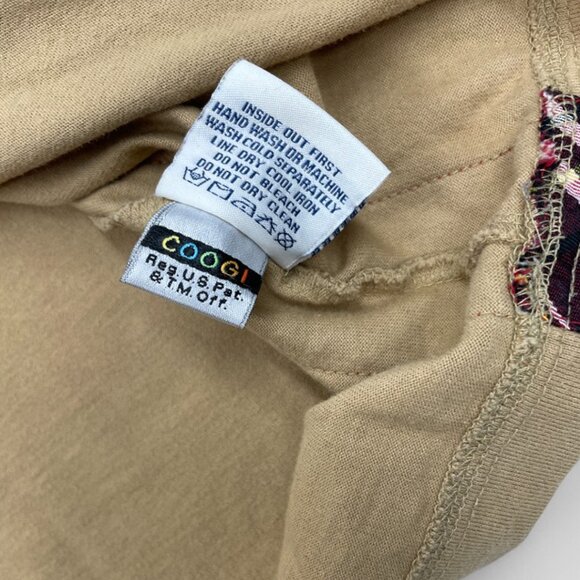 INSIDE OUT FIRST
HAND WASH OR MACHINE
WASH COLD SEPARATELY
LINE DRY COOL IRON
DO NOT BLEACH
DO NOT DRY CLEAN
COOGI
Reg. U.S. Pat.
& T.M. Off.